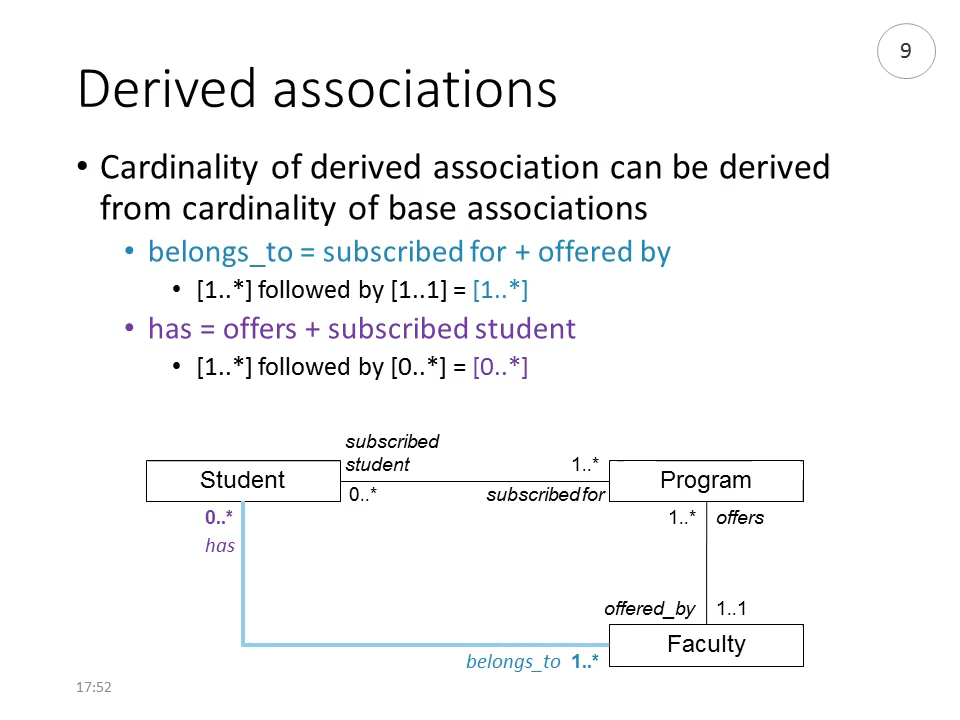 9
Derived associations
• Cardinality of derived association can be derived
from cardinality of base associations
• belongs_to = subscribed for + offered by
• [1..*] followed by [1..1] = [1..*]
• has = offers + subscribed student
• [1..*] followed by [0..*] = [0..*]
subscribed
student
1..*
Student
Program
0..*
subscribed for
0..*
has
1..*
offers
offered_by
1..1
Faculty
belongs_to 1..*
17:52